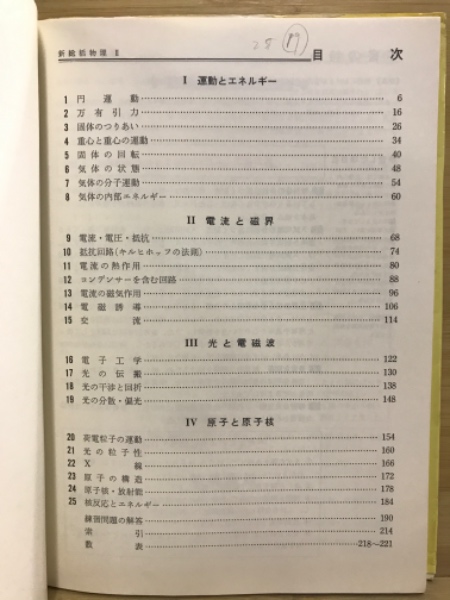 新総括物理 II
28 19
目次
I 運動とエネルギー
1 円運動 6
2 万有引力 16
3 固体のつりあい 26
4 重心と重心の運動 34
5 固体の回転 40
6 気体の状態 48
7 気体の分子運動 54
8 気体の内部エネルギー 60
II 電流と磁界
9 電流・電圧・抵抗 68
10 抵抗回路(キルヒホッフの法則) 74
11 電流の熱作用 80
12 コンデンサーを含む回路 88
13 電流の磁気作用 96
14 電磁誘導 106
15 交流 114
III 光と電磁波
16 電子工学 122
17 光の伝搬 130
18 光の干渉と回折 138
19 光の分散・偏光 148
IV 原子と原子核
20 荷電粒子の運動 154
21 光の粒子性 160
22 X線 166
23 原子の構造 172
24 原子核・放射能 178
25 核反応とエネルギー 184
練習問題の解答 190
索引 214
数表 218～221